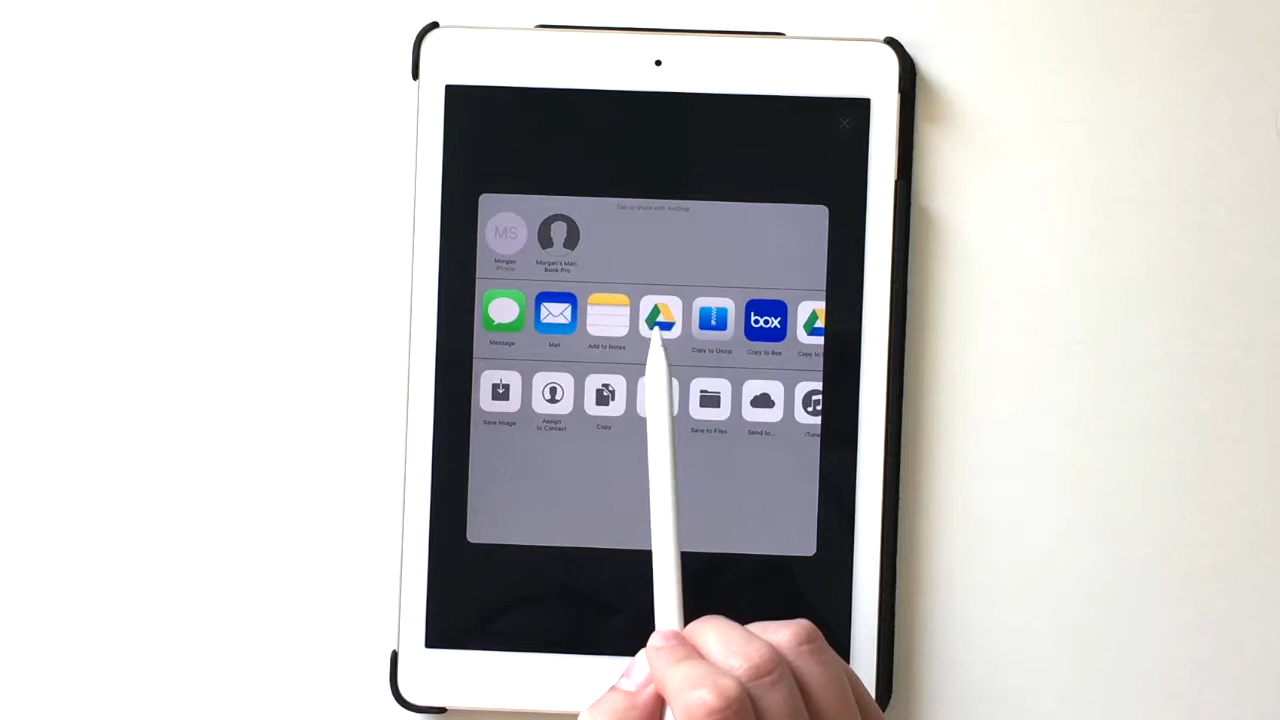 Tap to share with AirDrop
MS
Morgan
iPhone
Morgan's Mac-
Book Pro
box
Message
Mail
Add to Notes
Copy to Unzip
Copy to Box
Copy to
Save Image
Assign
to Contact
Copy
Save to Files
Send to...
iTune